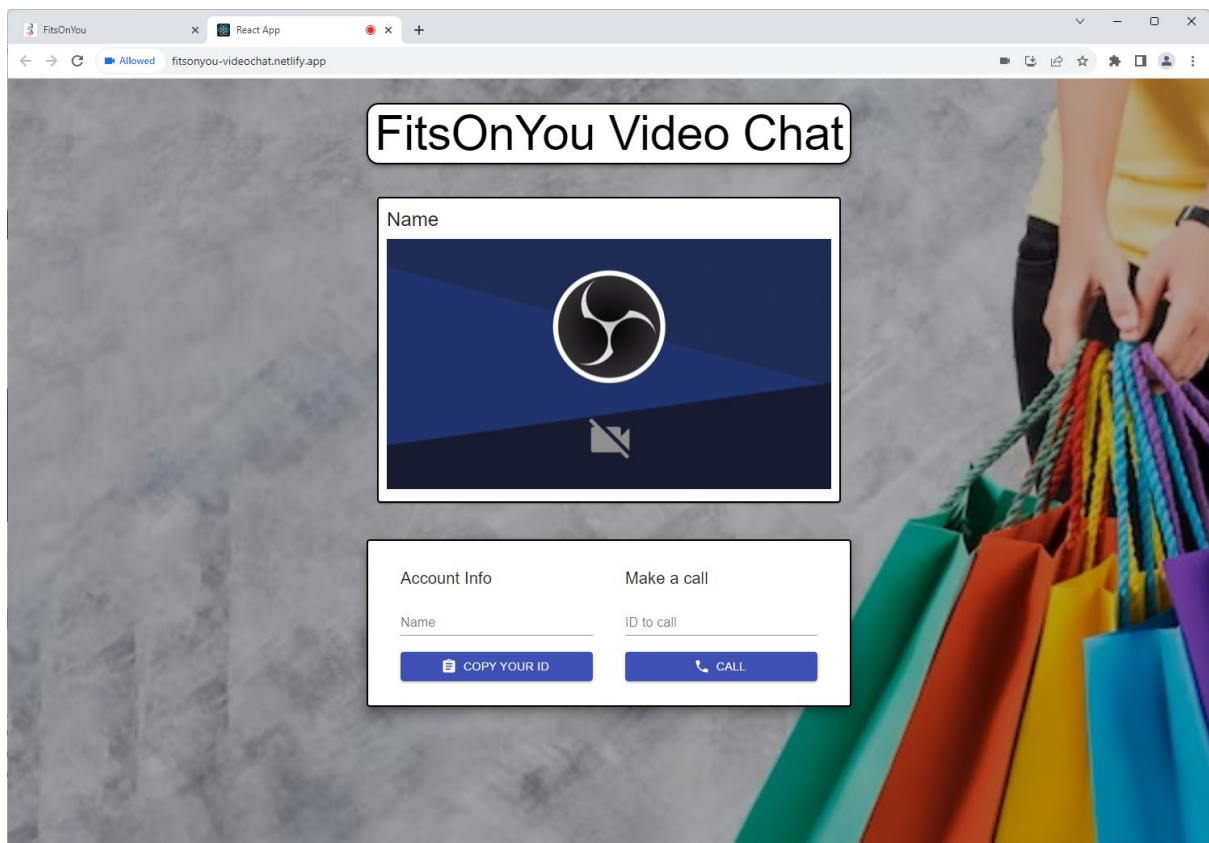 FitsOnYou
React App
Allowed
fitsonyou-videochat.netlify.app
FitsOnYou Video Chat
Name
Account Info
Make a call
Name
ID to call
COPY YOUR ID
CALL